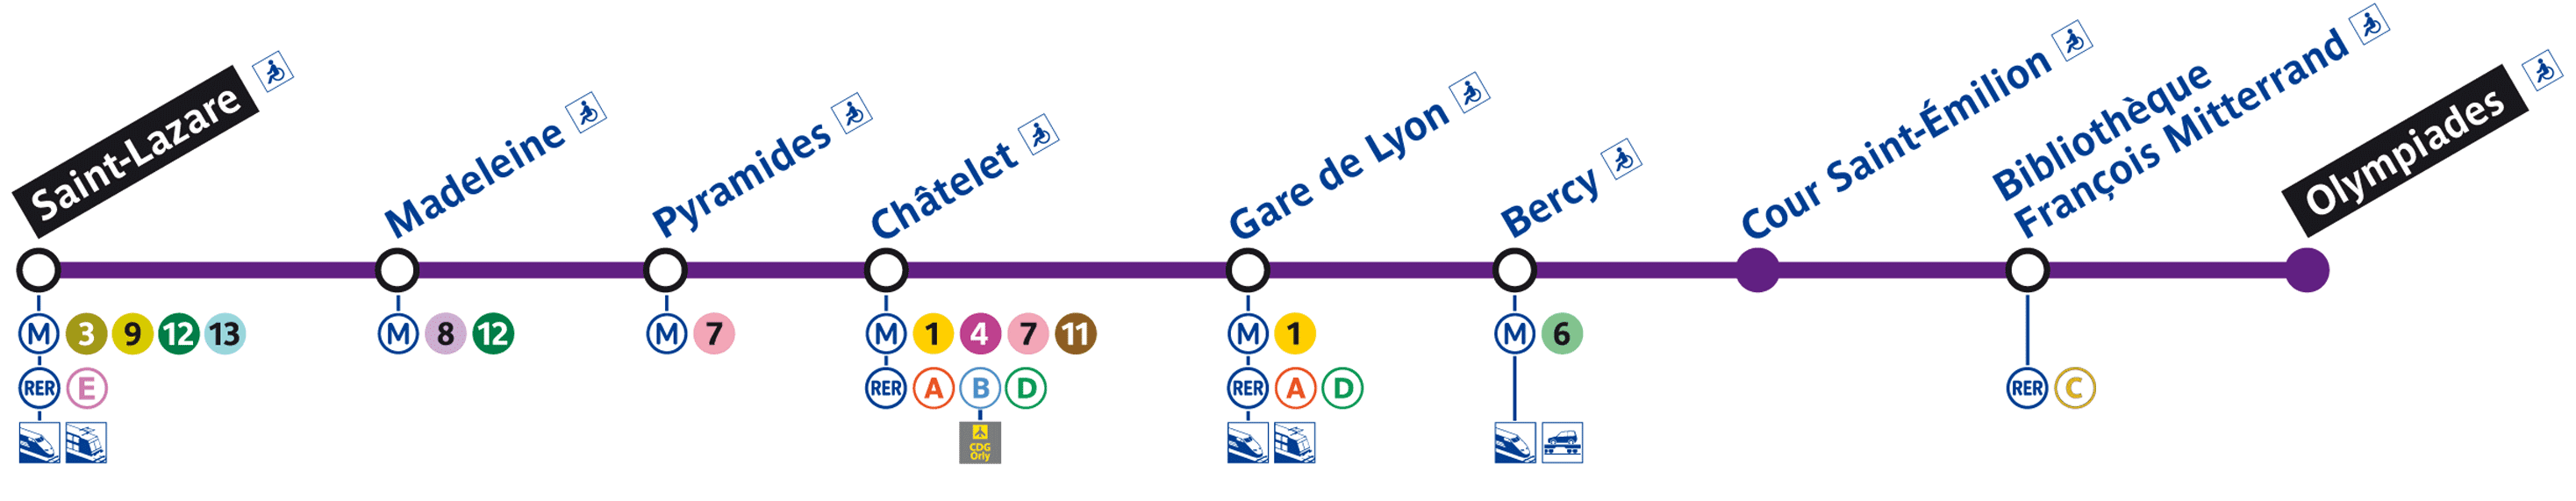 Saint-Lazare
Madeleine
Pyramides
Châtelet
Gare de Lyon
Bercy
Cour Saint-Émilion
Bibliothèque
François Mitterrand
Olympiades
M 3 9 12 13
RER E
M 8 12
M 7
M 1 4 7 11
RER A B D
CDG
Orly
M 1
RER A D
M 6
RER C